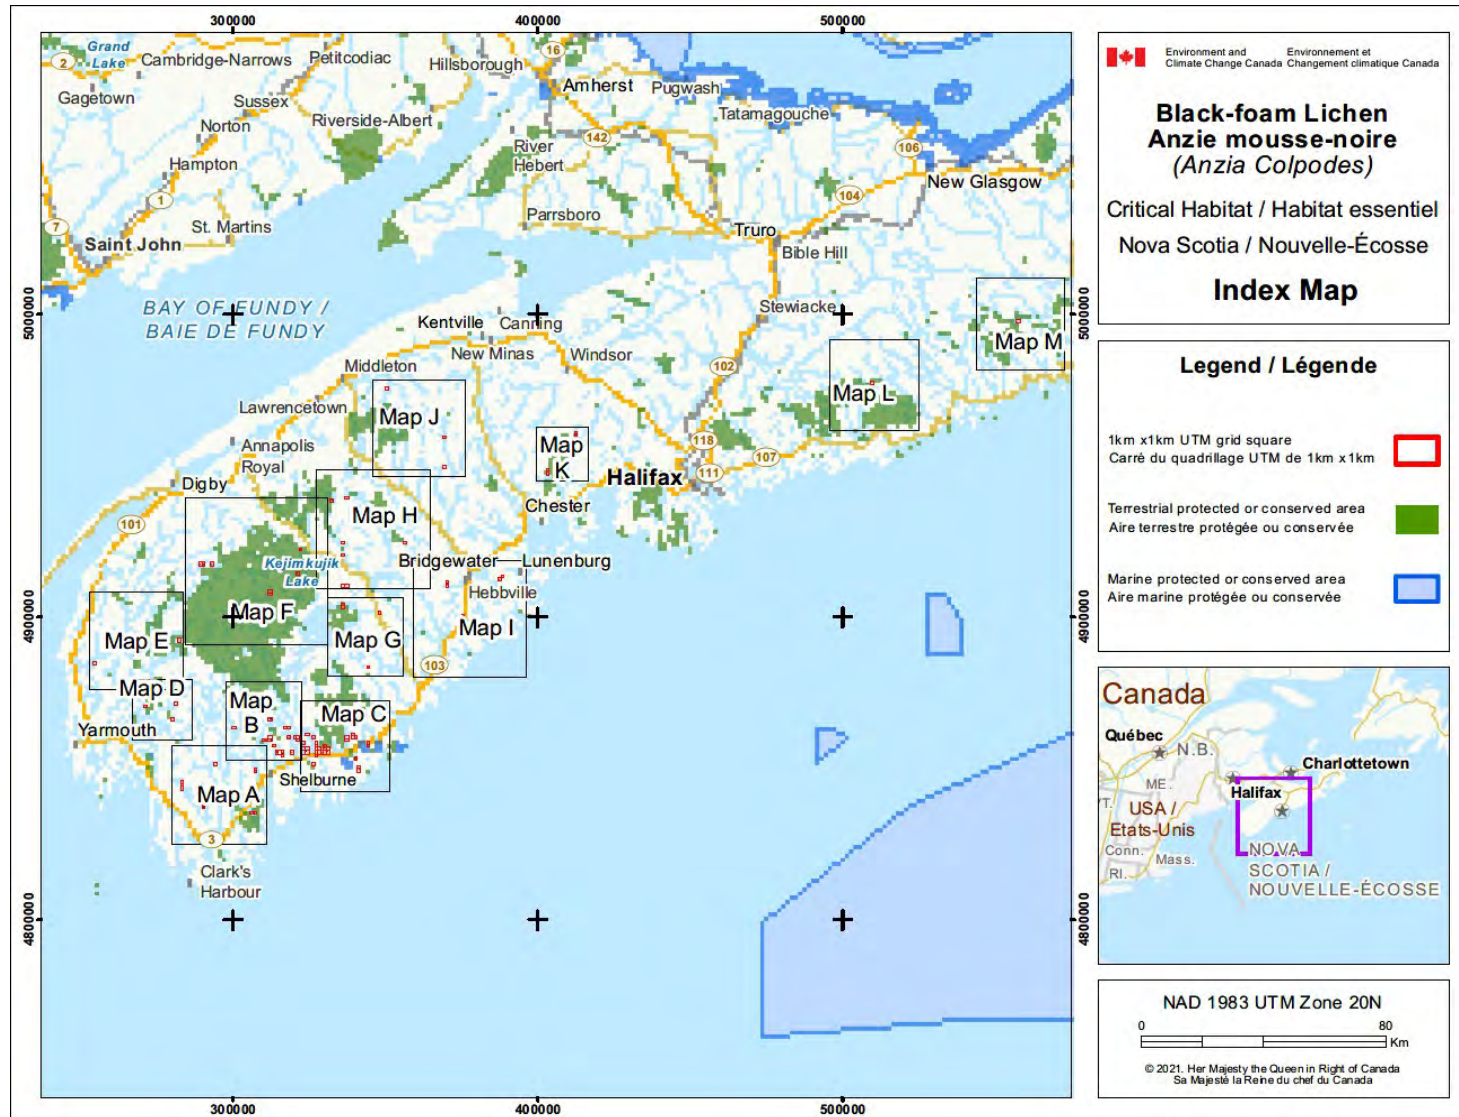 300000
400000
500000
Grand
Lake
2
Cambridge-Narrows
Petitcodiac
Hillsborough
16
Gagetown
Sussex
Amherst
Pugwash
Norton
Riverside-Albert
Tatamagouche
142
River
Hebert
106
Hampton
New Glasgow
1
104
Parrsboro
7
St. Martins
Saint John
Truro
Bible Hill
BAY OF FUNDY /
BAIE DE FUNDY
Stewiacke
5000000
5000000
Kentville
Canning
Map M
New Minas
Windsor
Middleton
102
Map L
Lawrencetown
Map J
Annapolis
Royal
Map
K
118
107
111
Halifax
Digby
Chester
101
Map H
Kejimkujik
Lake
Bridgewater
Lunenburg
Hebbville
Map F
4900000
4900000
Map E
Map G
Map I
103
Map D
Map
B
Map C
Yarmouth
Shelburne
Map A
3
Clark's
Harbour
4800000
4800000
300000
400000
500000
Environment and
Climate Change Canada
Environnement et
Changement climatique Canada
Black-foam Lichen
Anzie mousse-noire
(Anzia Colpodes)
Critical Habitat / Habitat essentiel
Nova Scotia / Nouvelle-Écosse
Index Map
Legend / Légende
1km x1km UTM grid square
Carré du quadrillage UTM de 1km x1km
Terrestrial protected or conserved area
Aire terrestre protégée ou conservée
Marine protected or conserved area
Aire marine protégée ou conservée
Canada
Québec
N.B.
Charlottetown
ME.
Halifax
VT.
USA /
Etats-Unis
Conn.
Mass.
RI.
NOVA
SCOTIA /
NOUVELLE-ÉCOSSE
NAD 1983 UTM Zone 20N
0
80
Km
© 2021. Her Majesty the Queen in Right of Canada
Sa Majesté la Reine du chef du Canada